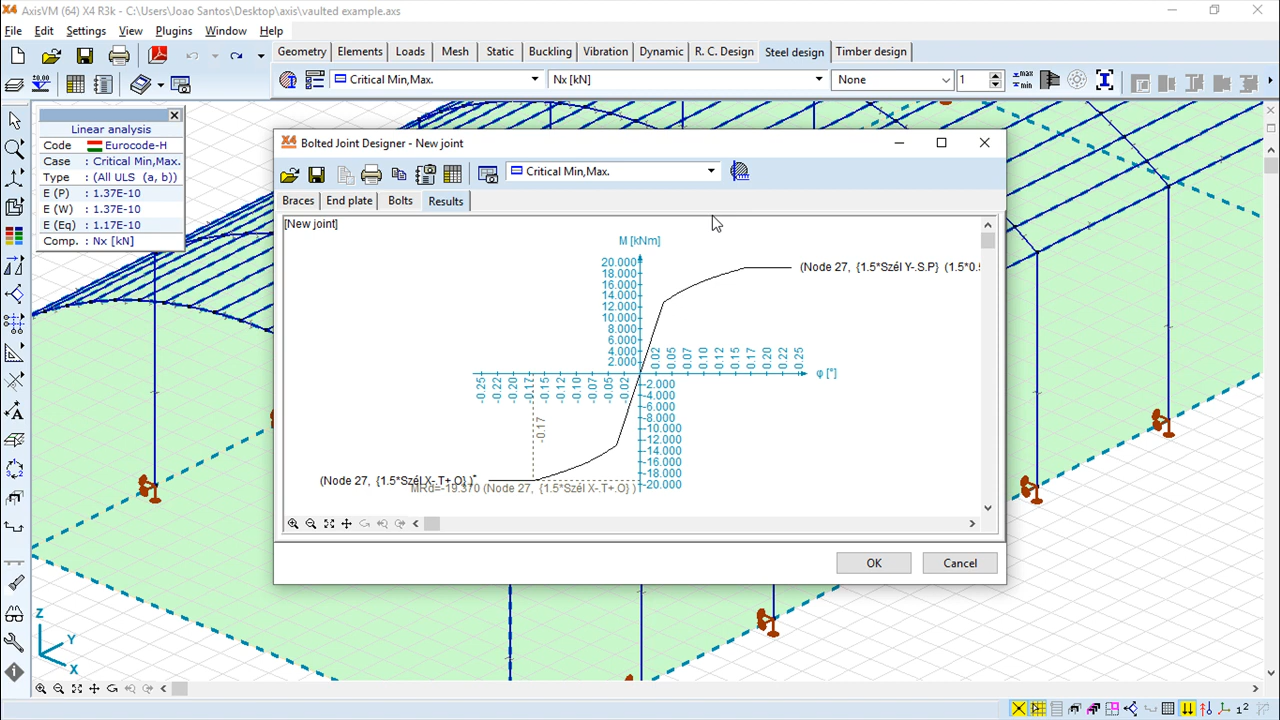 AxisVM (64) X4 R3k - C:\Users\Joao Santos\Desktop\axis\vaulted example.axs
File Edit Settings View Plugins Window Help
Geometry Elements Loads Mesh Static Buckling Vibration Dynamic R. C. Design Steel design Timber design
Critical Min,Max. Nx [kN] None 1
Linear analysis
Code : Eurocode-H
Case : Critical Min,Max.
Type : (All ULS (a, b))
E (P) : 1.37E-10
E (W) : 1.37E-10
E (Eq) : 1.17E-10
Comp. : Nx [kN]
X4 Bolted Joint Designer - New joint
Critical Min,Max.
Braces End plate Bolts Results
[New joint]
M [kNm]
20.000
18.000
16.000
14.000
12.000
10.000
8.000
6.000
4.000
2.000
(Node 27, {1.5*Szél Y-.S.P} (1.5*0.5
0.02 0.05 0.07 0.10 0.12 0.15 0.17 0.20 0.22 0.25
φ [°]
-0.25 -0.22 -0.20 -0.17 -0.15 -0.12 -0.10 -0.07 -0.05 -0.02
-2.000
-4.000
-6.000
-8.000
-10.000
-12.000
-14.000
-16.000
-18.000
-20.000
-0.17
(Node 27, {1.5*Szél X-.T+.O} )
MRd=-19.370 (Node 27, {1.5*Szél X-.T+.O} )
OK Cancel
Z
Y
X